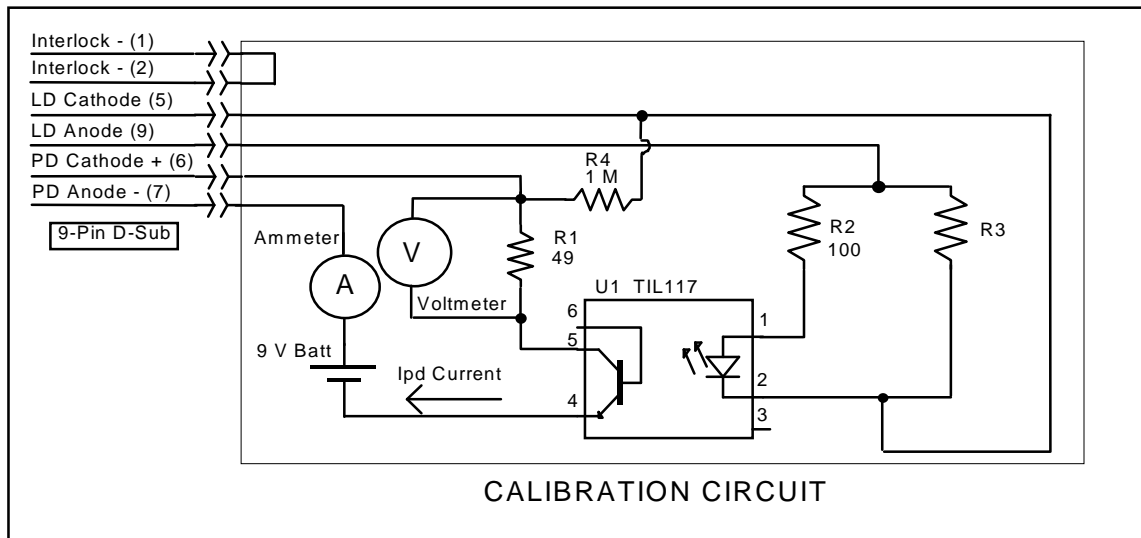 Interlock - (1)
Interlock - (2)
LD Cathode (5)
LD Anode (9)
PD Cathode + (6)
PD Anode - (7)
9-Pin D-Sub
R4
1 M
Ammeter
A
V
R1
49
Voltmeter
R2
100
R3
U1 TIL117
6
5
4
1
2
3
9 V Batt
Ipd Current
CALIBRATION CIRCUIT